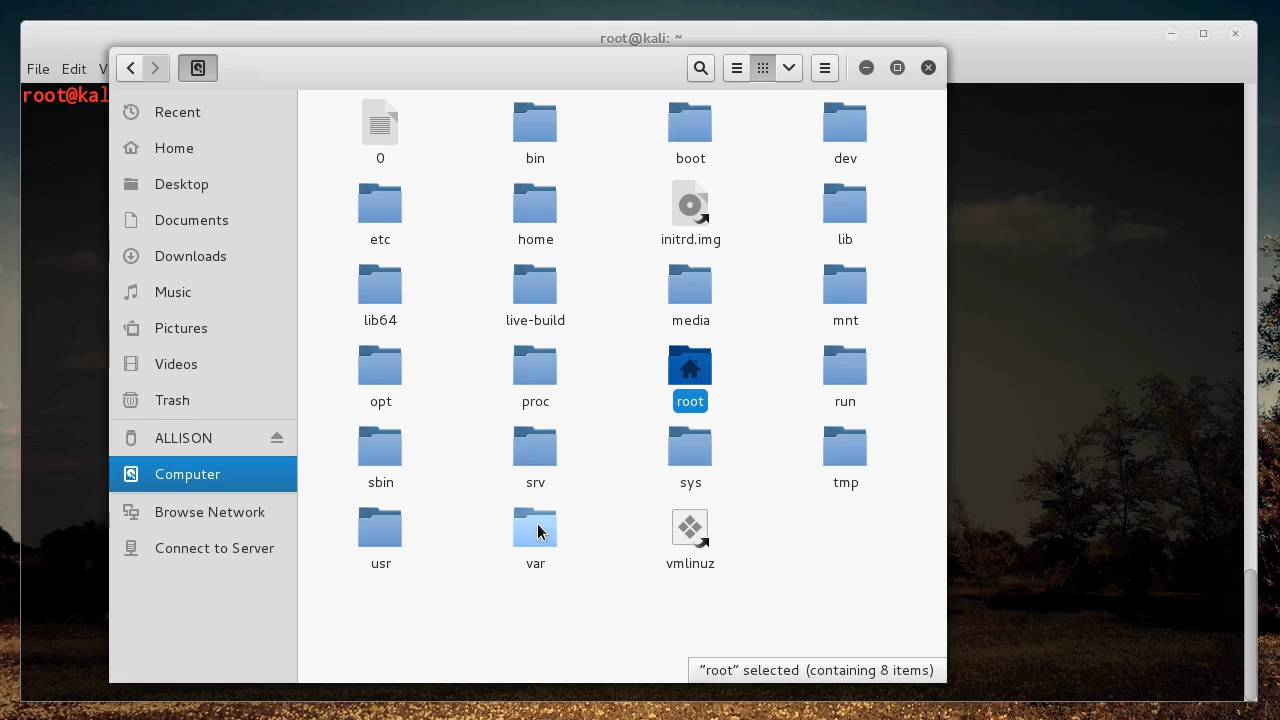 root@kali: ~
File Edit V
root@kal
Recent
Home
Desktop
Documents
Downloads
Music
Pictures
Videos
Trash
ALLISON
Computer
Browse Network
Connect to Server
0 bin boot dev
etc home initrd.img lib
lib64 live-build media mnt
opt proc root run
sbin srv sys tmp
usr var vmlinuz
"root" selected (containing 8 items)